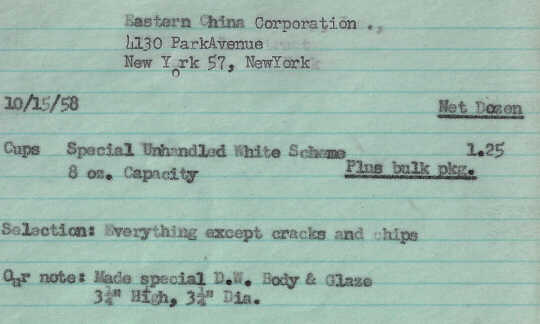 Eastern China Corporation .,
4130 ParkAvenue
New York 57, NewYork
10/15/58 Net Dozen
Cups Special Unhandled White Scheme 1.25
8 oz. Capacity Plus bulk pkg.
Selection: Everything except cracks and chips
Our note: Made special D.W. Body & Glaze
3¼" High, 3¼" Dia.